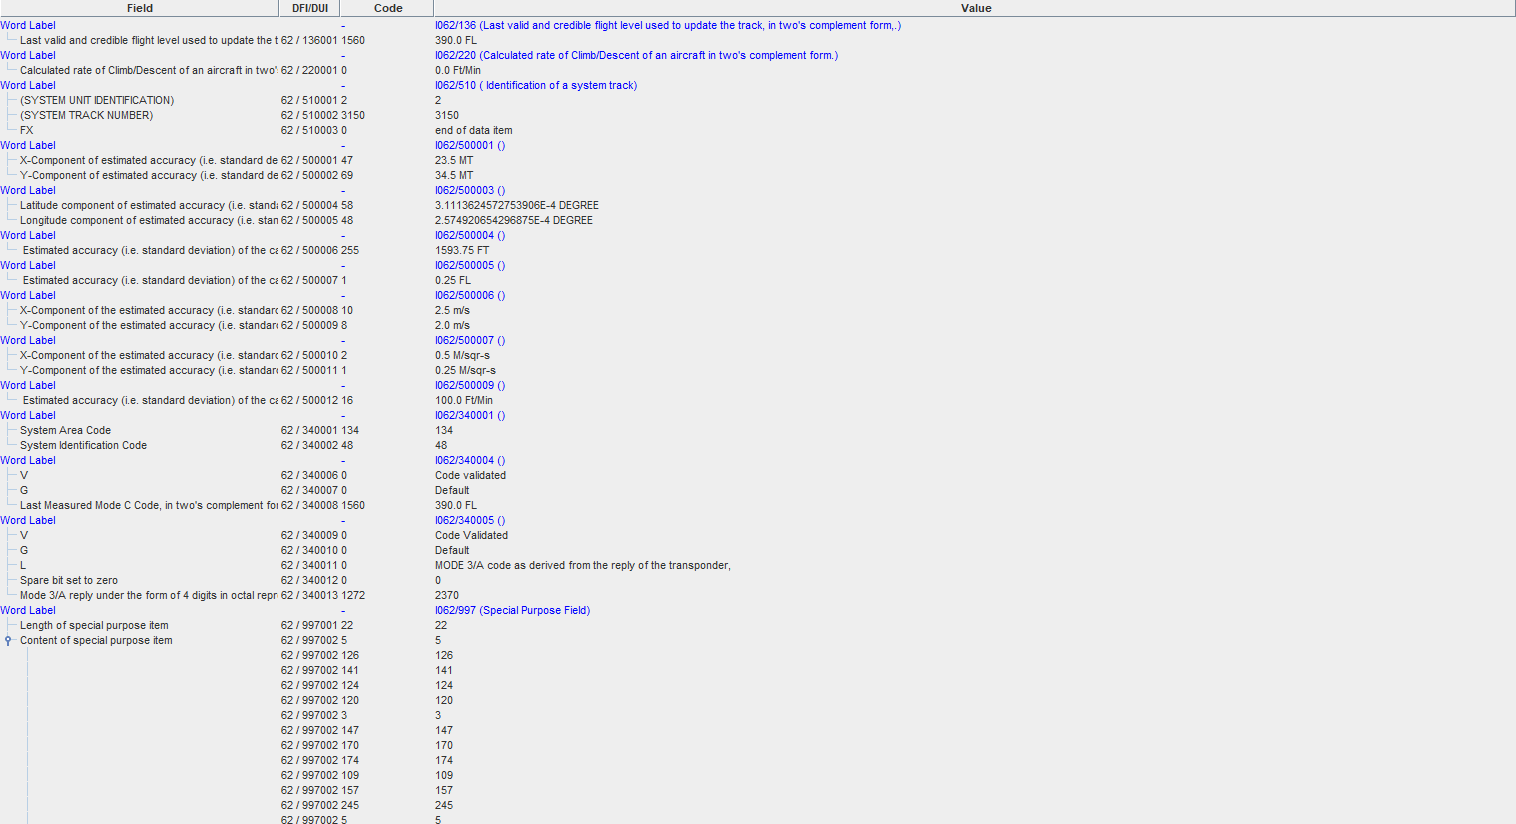 Field DFI/DUI Code Value
Word Label - I062/136 (Last valid and credible flight level used to update the track, in two's complement form,.)
Last valid and credible flight level used to update the t 62 / 136001 1560 390.0 FL
Word Label - I062/220 (Calculated rate of Climb/Descent of an aircraft in two's complement form.)
Calculated rate of Climb/Descent of an aircraft in two's 62 / 220001 0 0.0 Ft/Min
Word Label - I062/510 ( Identification of a system track)
(SYSTEM UNIT IDENTIFICATION) 62 / 510001 2 2
(SYSTEM TRACK NUMBER) 62 / 510002 3150 3150
FX 62 / 510003 0 end of data item
Word Label - I062/500001 ()
X-Component of estimated accuracy (i.e. standard de 62 / 500001 47 23.5 MT
Y-Component of estimated accuracy (i.e. standard de 62 / 500002 69 34.5 MT
Word Label - I062/500003 ()
Latitude component of estimated accuracy (i.e. standa 62 / 500004 58 3.1113624572753906E-4 DEGREE
Longitude component of estimated accuracy (i.e. stan 62 / 500005 48 2.574920654296875E-4 DEGREE
Word Label - I062/500004 ()
Estimated accuracy (i.e. standard deviation) of the ca 62 / 500006 255 1593.75 FT
Word Label - I062/500005 ()
Estimated accuracy (i.e. standard deviation) of the ca 62 / 500007 1 0.25 FL
Word Label - I062/500006 ()
X-Component of the estimated accuracy (i.e. standard 62 / 500008 10 2.5 m/s
Y-Component of the estimated accuracy (i.e. standard 62 / 500009 8 2.0 m/s
Word Label - I062/500007 ()
X-Component of the estimated accuracy (i.e. standard 62 / 500010 2 0.5 M/sqr-s
Y-Component of the estimated accuracy (i.e. standard 62 / 500011 1 0.25 M/sqr-s
Word Label - I062/500009 ()
Estimated accuracy (i.e. standard deviation) of the ca 62 / 500012 16 100.0 Ft/Min
Word Label - I062/340001 ()
System Area Code 62 / 340001 134 134
System Identification Code 62 / 340002 48 48
Word Label - I062/340004 ()
V 62 / 340006 0 Code validated
G 62 / 340007 0 Default
Last Measured Mode C Code, in two's complement for 62 / 340008 1560 390.0 FL
Word Label - I062/340005 ()
V 62 / 340009 0 Code Validated
G 62 / 340010 0 Default
L 62 / 340011 0 MODE 3/A code as derived from the reply of the transponder,
Spare bit set to zero 62 / 340012 0 0
Mode 3/A reply under the form of 4 digits in octal repr 62 / 340013 1272 2370
Word Label - I062/997 (Special Purpose Field)
Length of special purpose item 62 / 997001 22 22
Content of special purpose item 62 / 997002 5 5
62 / 997002 126 126
62 / 997002 141 141
62 / 997002 124 124
62 / 997002 120 120
62 / 997002 3 3
62 / 997002 147 147
62 / 997002 170 170
62 / 997002 174 174
62 / 997002 109 109
62 / 997002 157 157
62 / 997002 245 245
62 / 997002 5 5